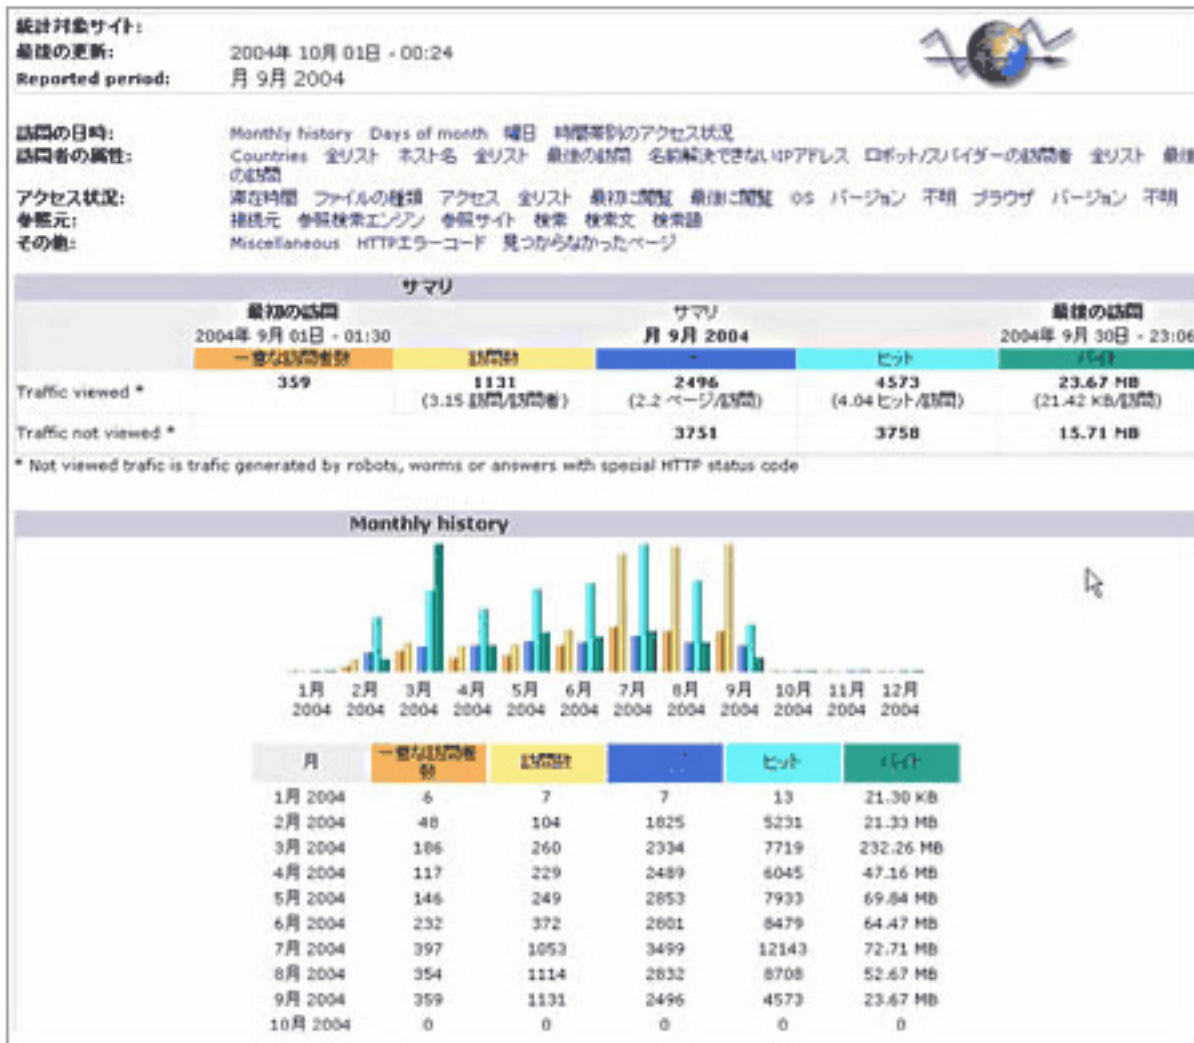 統計対象サイト:
最後の更新: 2004年 10月 01日 - 00:24
Reported period: 月 9月 2004
訪問の日時: Monthly history Days of month 曜日 時間帯別のアクセス状況
訪問者の属性: Countries 全リスト ホスト名 全リスト 最後の訪問 名前解決できないIPアドレス ロボット/スパイダーの訪問者 全リスト 最後
の訪問
アクセス状況: 滞在時間 ファイルの種類 アクセス 全リスト 最初に閲覧 最後に閲覧 OS バージョン 不明 ブラウザ バージョン 不明
参照元: 接続元 参照検索エンジン 参照サイト 検索 検索文 検索語
その他: Miscellaneous HTTPエラーコード 見つからなかったページ
サマリ
最初の訪問 サマリ 最後の訪問
2004年 9月 01日 - 01:30 月 9月 2004 2004年 9月 30日 - 23:06
訪問数 - ヒット バイト
Traffic viewed * 359 1131 2496 4573 23.67 MB
(3.15 訪問/訪問者) (2.2 ページ/訪問) (4.04 ヒット/訪問) (21.42 KB/訪問)
Traffic not viewed * 3751 3758 15.71 MB
* Not viewed trafic is trafic generated by robots, worms or answers with special HTTP status code
Monthly history
1月 2月 3月 4月 5月 6月 7月 8月 9月 10月 11月 12月
2004 2004 2004 2004 2004 2004 2004 2004 2004 2004 2004 2004
月 訪問数 ヒット バイト
1月 2004 6 7 7 13 21.30 KB
2月 2004 48 104 1825 5231 21.33 MB
3月 2004 186 260 2334 7719 232.26 MB
4月 2004 117 229 2489 6045 47.16 MB
5月 2004 146 249 2853 7933 69.84 MB
6月 2004 232 372 2801 8479 64.47 MB
7月 2004 397 1053 3499 12143 72.71 MB
8月 2004 354 1114 2832 8708 52.67 MB
9月 2004 359 1131 2496 4573 23.67 MB
10月 2004 0 0 0 0 0